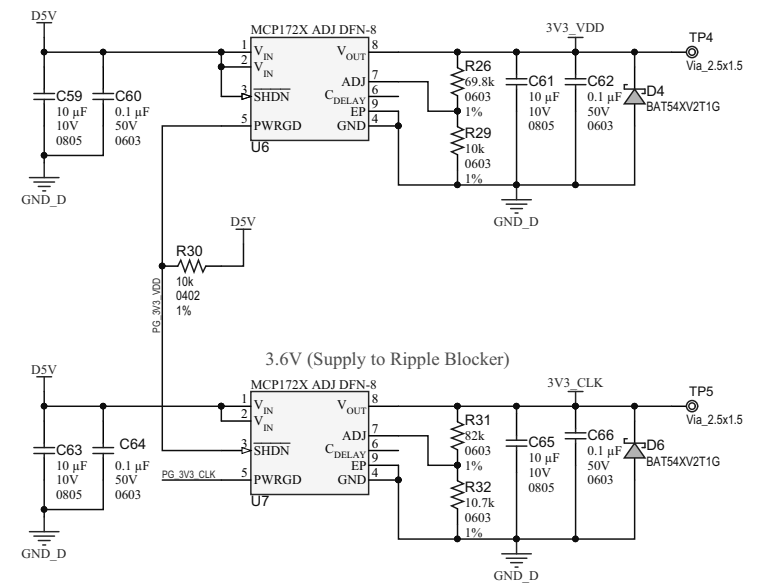 D5V
MCP172X ADJ DFN-8
3V3_VDD
TP4
Via_2.5x1.5
1 VIN
2 VIN
3 SHDN
5 PWRGD
VOUT 8
ADJ 7
CDELAY 6
EP 9
GND 4
U6
C59
10 µF
10V
0805
C60
0.1 µF
50V
0603
R26
69.8k
0603
1%
R29
10k
0603
1%
C61
10 µF
10V
0805
C62
0.1 µF
50V
0603
D4
BAT54XV2T1G
GND_D
GND_D
D5V
R30
10k
0402
1%
PG_3V3_VDD
3.6V (Supply to Ripple Blocker)
D5V
MCP172X ADJ DFN-8
3V3_CLK
TP5
Via_2.5x1.5
1 VIN
2 VIN
3 SHDN
5 PWRGD
VOUT 8
ADJ 7
CDELAY 6
EP 9
GND 4
U7
PG_3V3_CLK
C63
10 µF
10V
0805
C64
0.1 µF
50V
0603
R31
82k
0603
1%
R32
10.7k
0603
1%
C65
10 µF
10V
0805
C66
0.1 µF
50V
0603
D6
BAT54XV2T1G
GND_D
GND_D